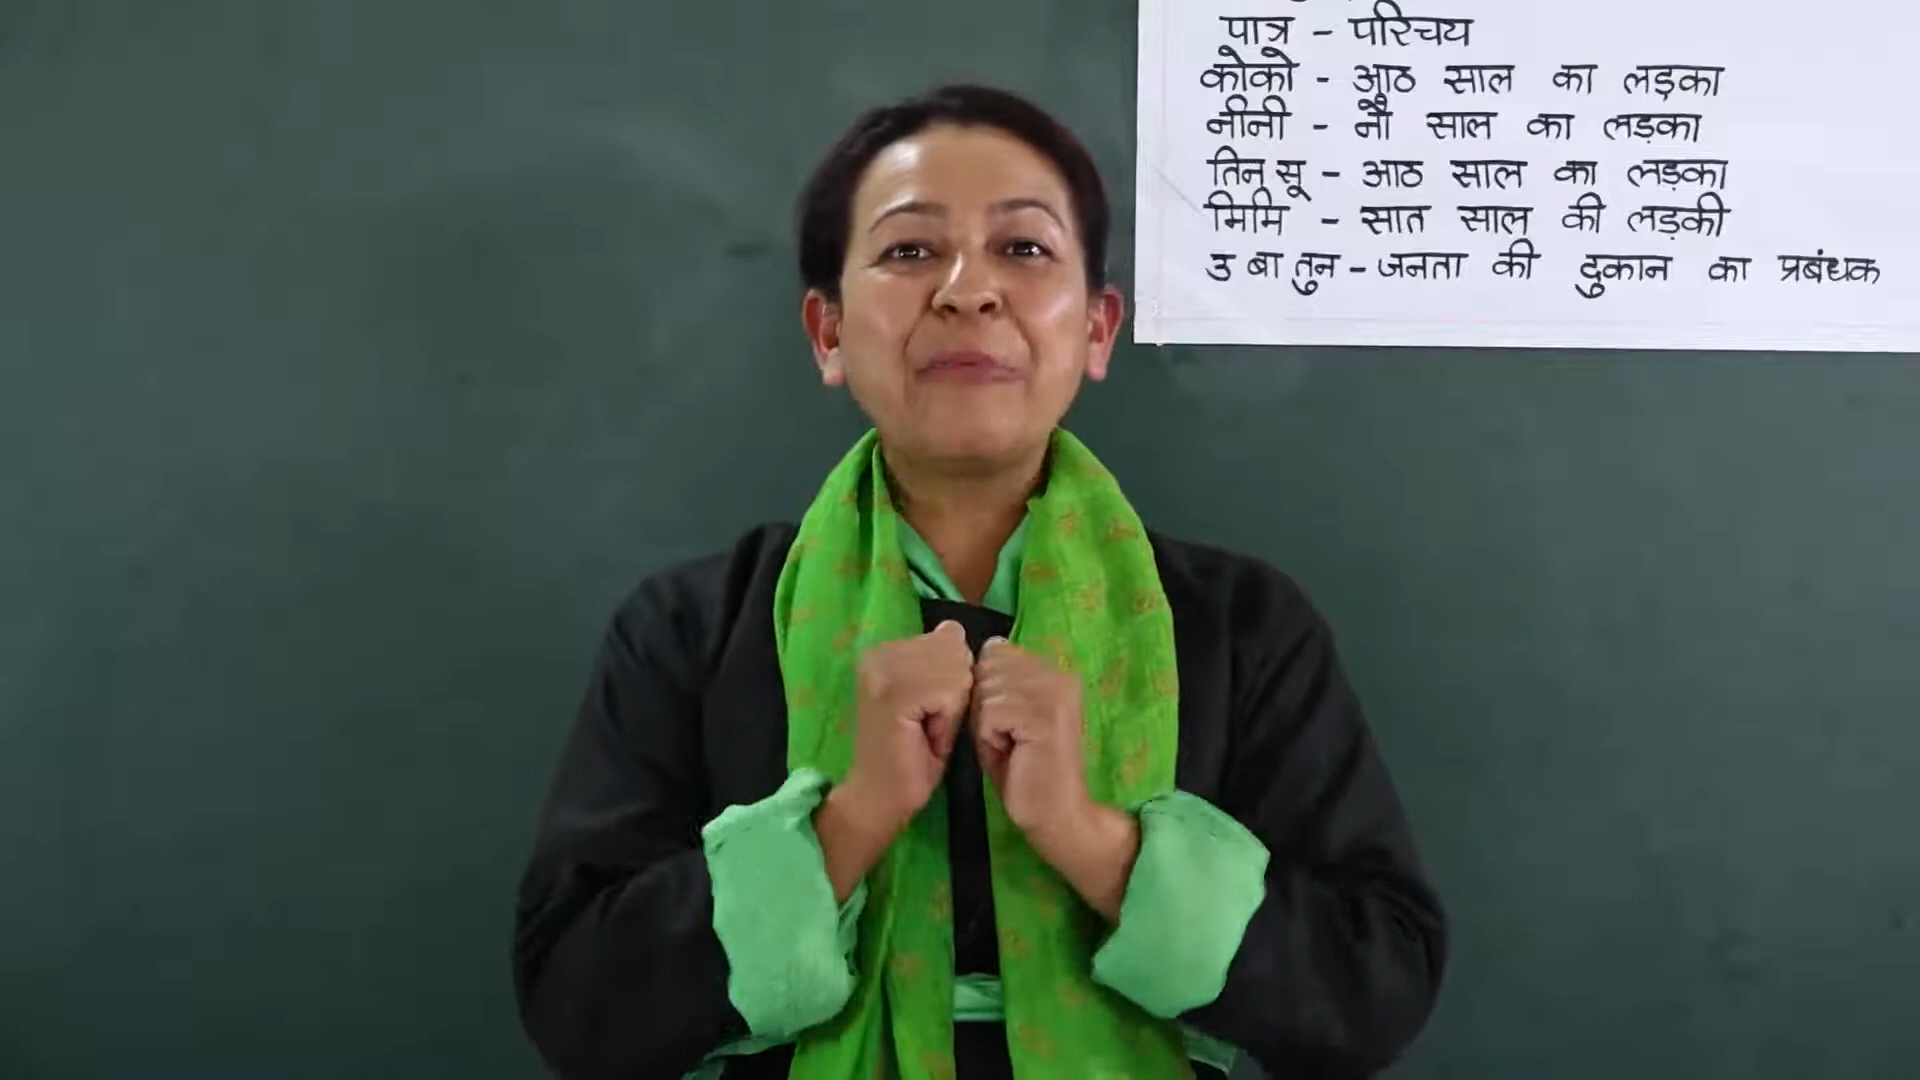 पात्र - परिचय
कोको - आठ साल का लड़का
नीनी - नौ साल का लड़का
तिन सू - आठ साल का लड़का
मिमि - सात साल की लड़की
उ बा तुन - जनता की दुकान का प्रबंधक